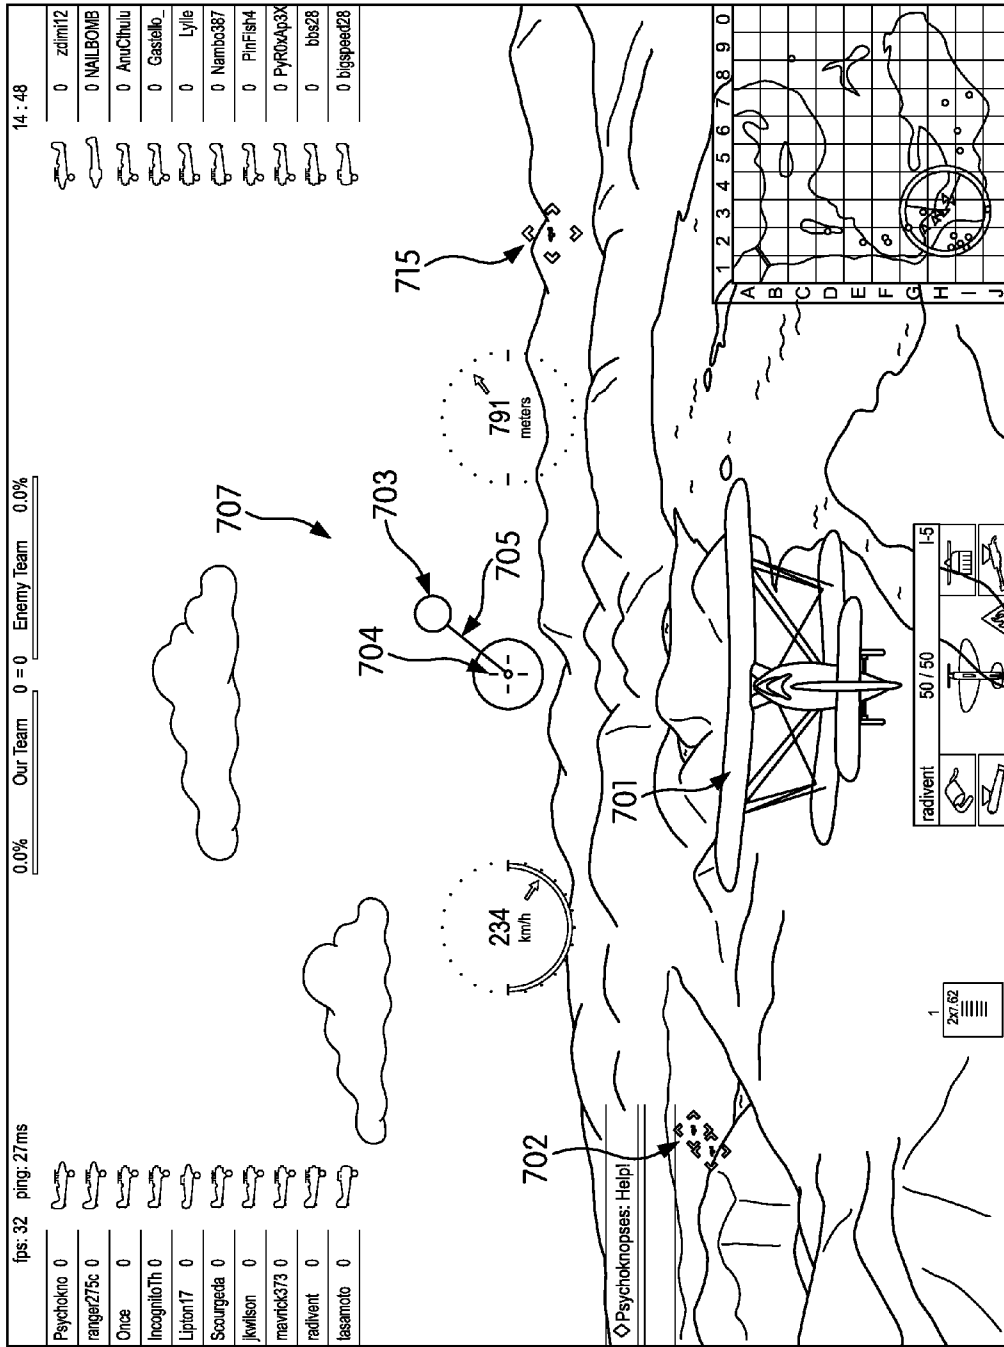 fps: 32 ping: 27ms
0.0% Our Team 0 = 0 Enemy Team 0.0%
14 : 48
Psychokno 0
ranger275c 0
Once 0
IncognitoTh 0
Lipton17 0
Scourgeda 0
jkwilson 0
mavrick373 0
radivent 0
tasamoto 0
0 zdimi12
0 NAILBOMB
0 AnuCthulu
0 Gastello_
0 Lylle
0 Nambo387
0 PinFish4
0 PyR0xAp3X
0 bbs28
0 bigspeed28
707
703
704
705
715
234
km/h
791
meters
702
701
Psychoknopses: Help!
1
2x7.62
radivent 50 / 50 I-5
1 2 3 4 5 6 7 8 9 0
A
B
C
D
E
F
G
H
I
J